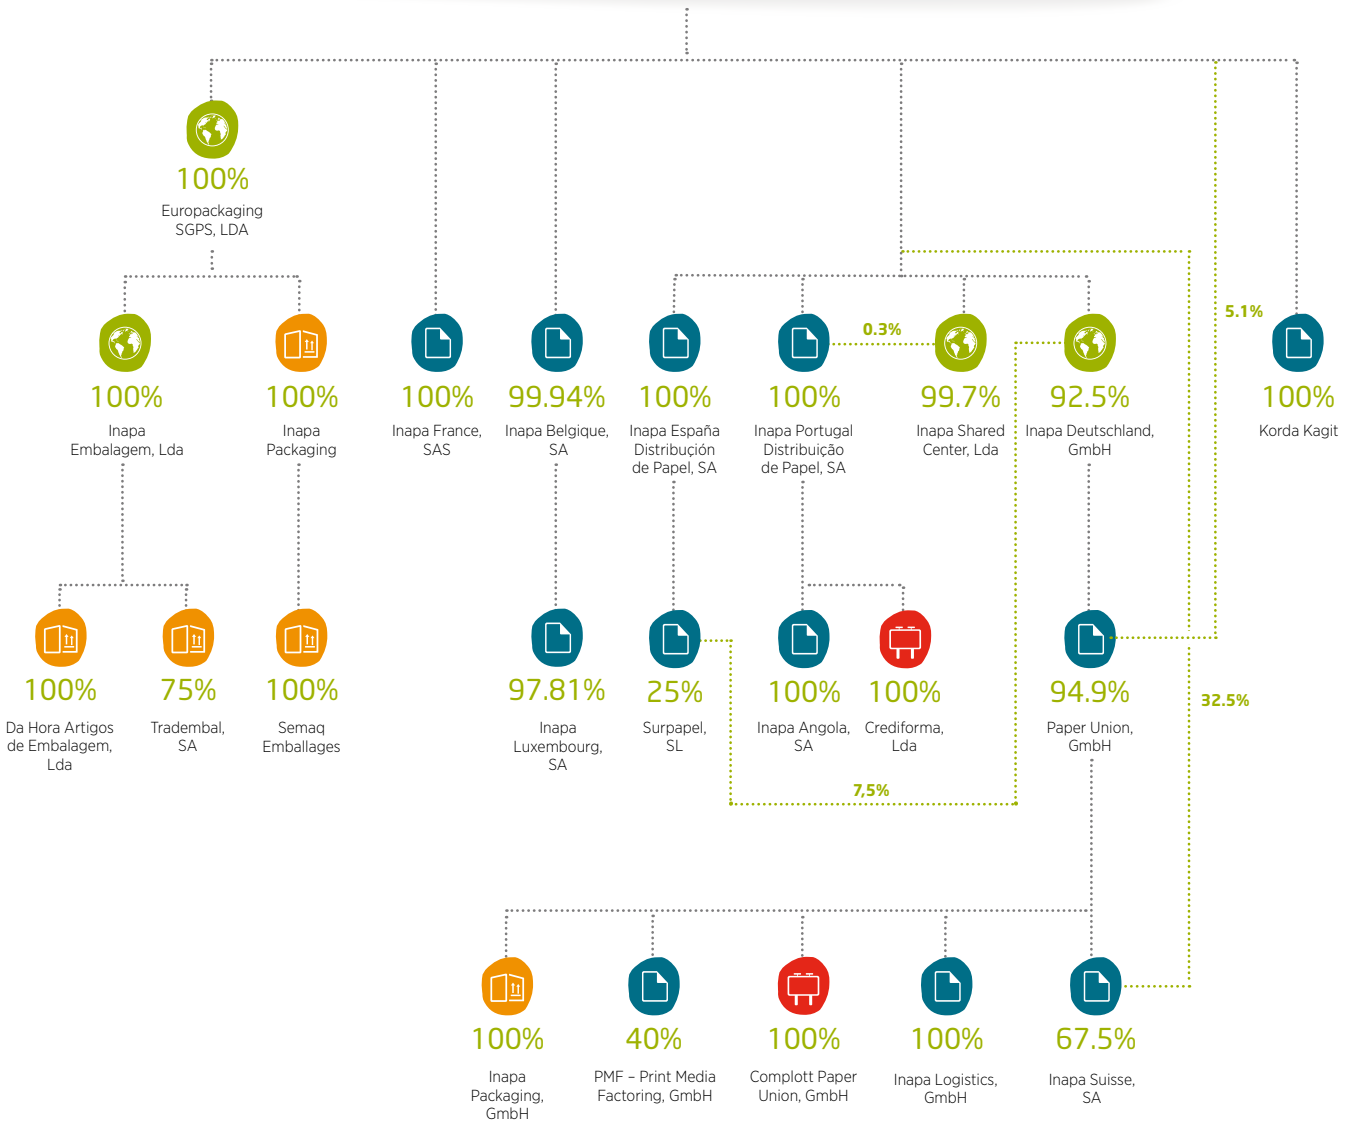 100%
Europackaging
SGPS, LDA
5.1%
0.3%
100%
Inapa
Embalagem, Lda
100%
Inapa
Packaging
100%
Inapa France,
SAS
99.94%
Inapa Belgique,
SA
100%
Inapa España
Distribuçión
de Papel, SA
100%
Inapa Portugal
Distribuição
de Papel, SA
99.7%
Inapa Shared
Center, Lda
92.5%
Inapa Deutschland,
GmbH
100%
Korda Kagit
100%
Da Hora Artigos
de Embalagem,
Lda
75%
Tradembal,
SA
100%
Semaq
Emballages
97.81%
Inapa
Luxembourg,
SA
25%
Surpapel,
SL
100%
Inapa Angola,
SA
100%
Crediforma,
Lda
94.9%
Paper Union,
GmbH
32.5%
7,5%
100%
Inapa
Packaging,
GmbH
40%
PMF – Print Media
Factoring, GmbH
100%
Complott Paper
Union, GmbH
100%
Inapa Logistics,
GmbH
67.5%
Inapa Suisse,
SA